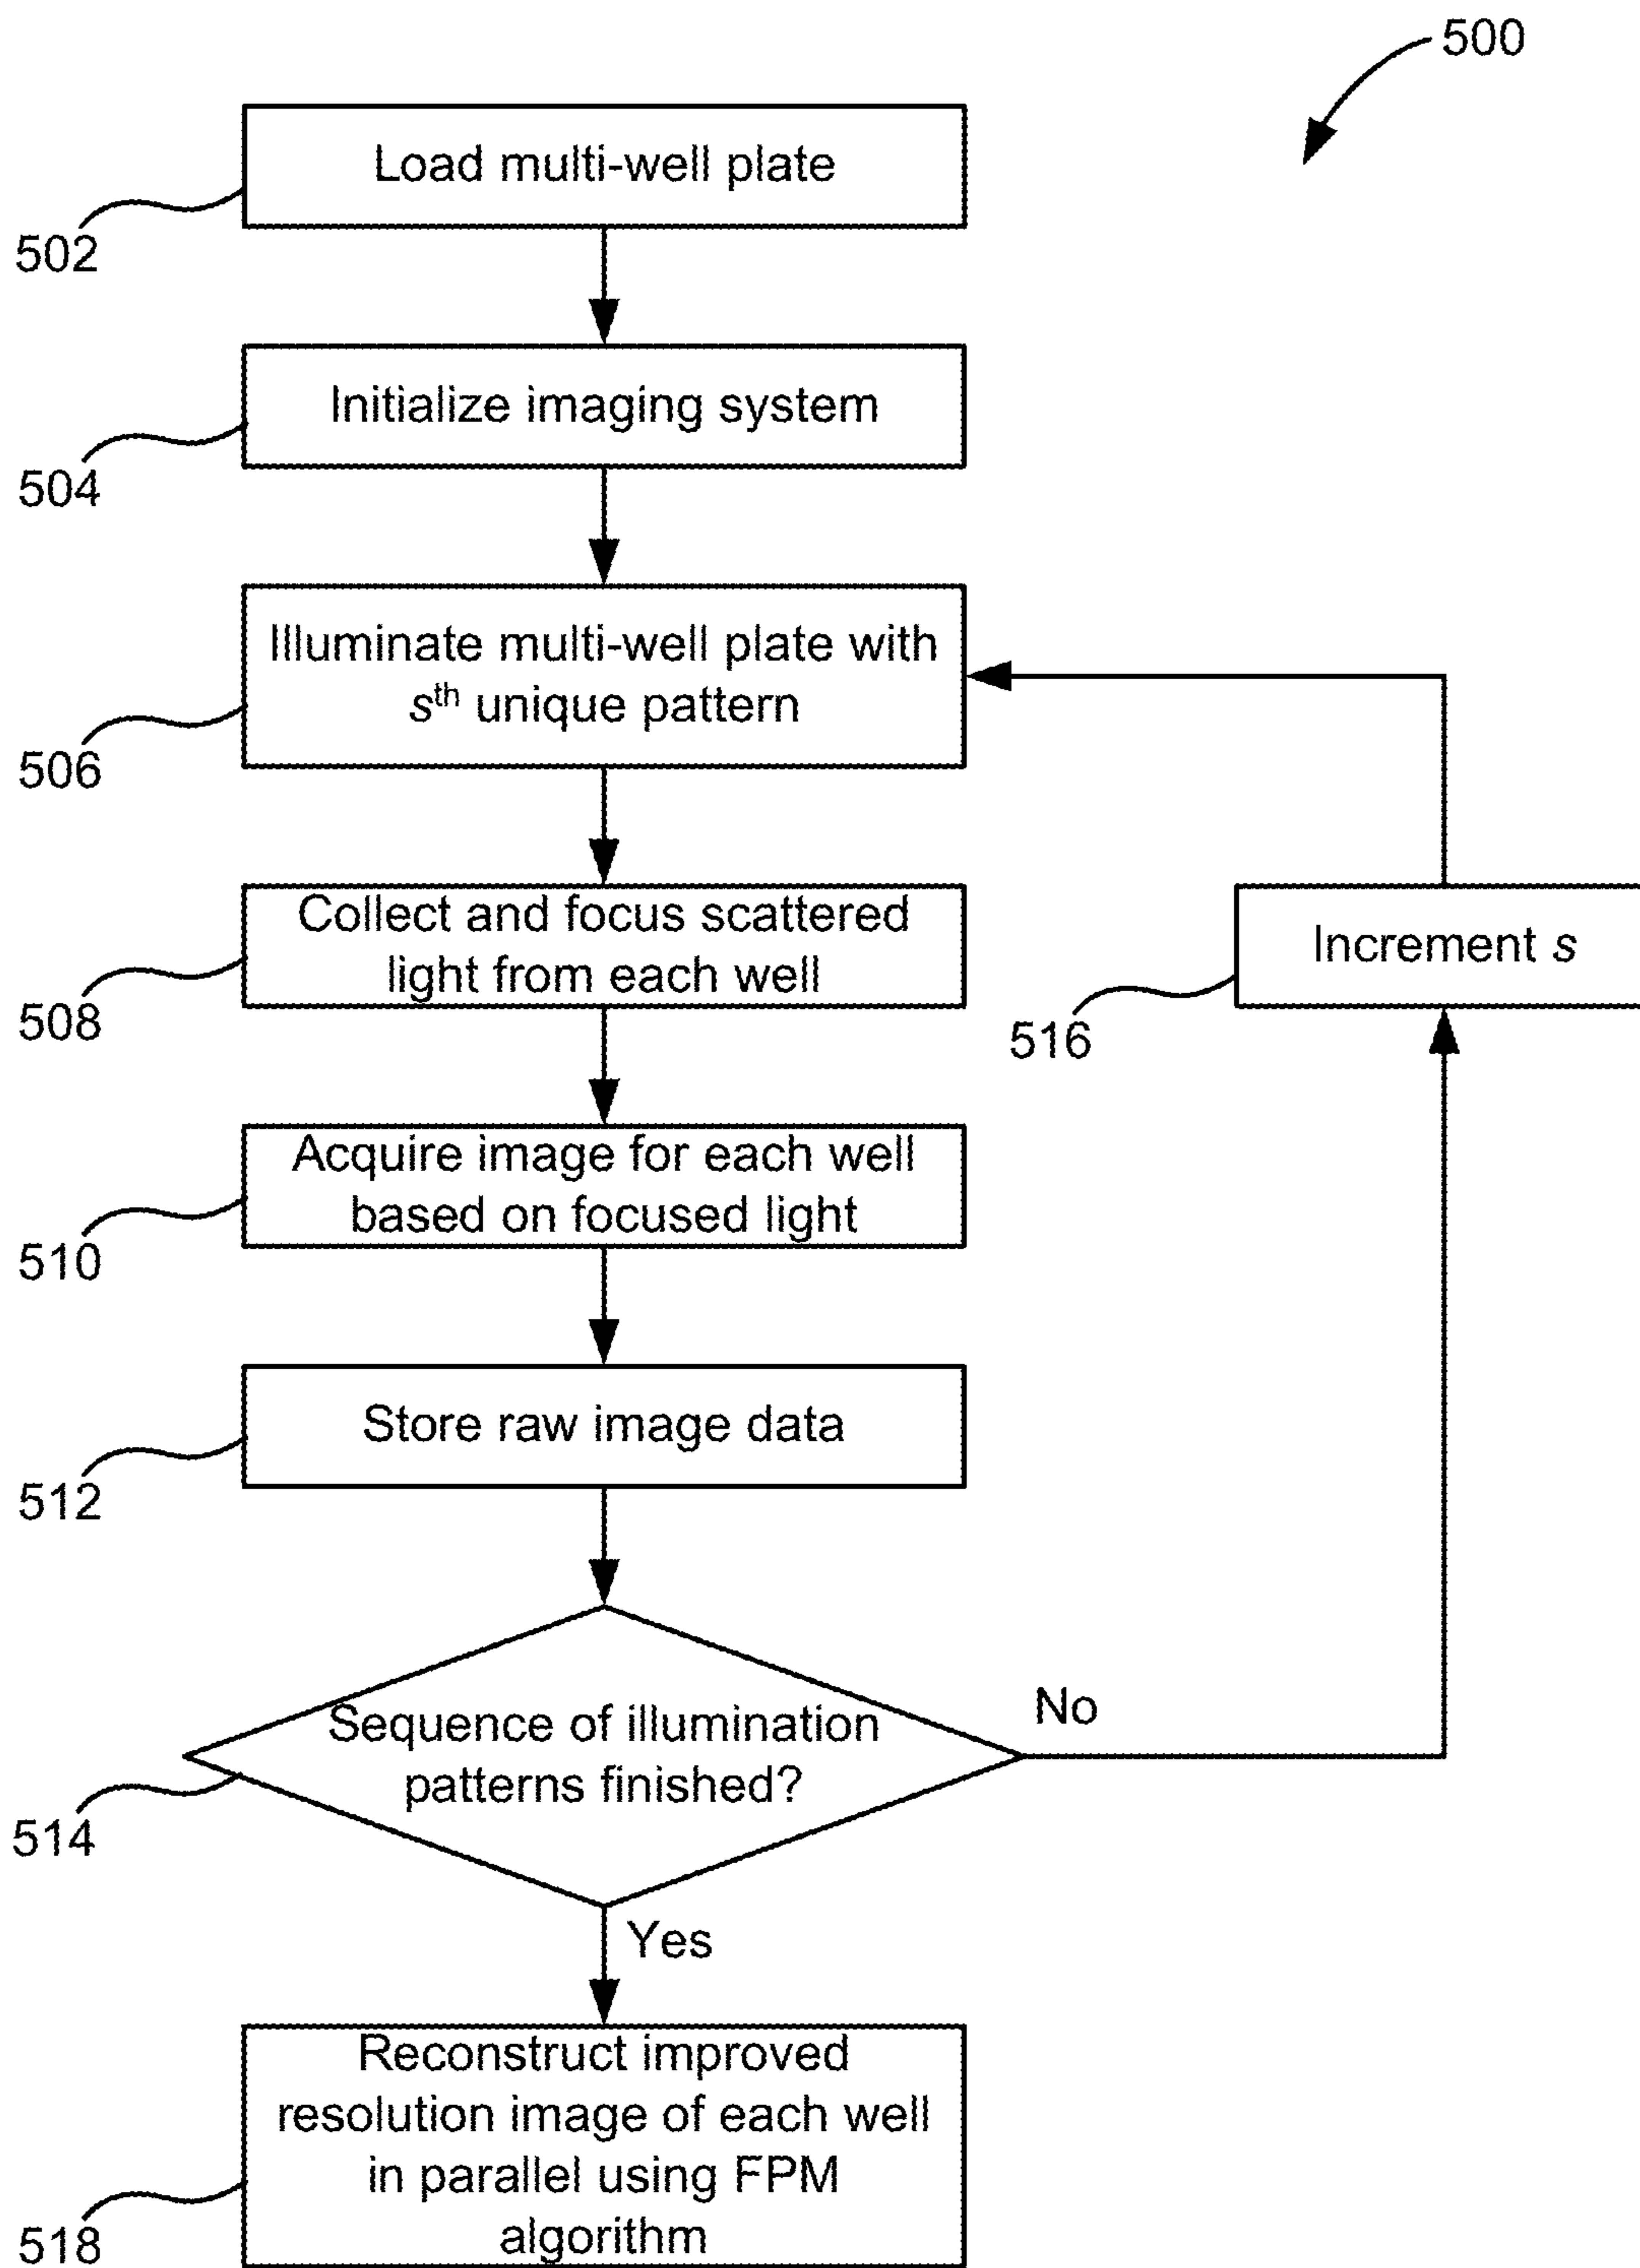 500
Load multi-well plate
502
Initialize imaging system
504
Illuminate multi-well plate with
sth unique pattern
506
Collect and focus scattered
light from each well
508
Increment s
516
Acquire image for each well
based on focused light
510
Store raw image data
512
Sequence of illumination
patterns finished?
No
514
Yes
Reconstruct improved
resolution image of each well
in parallel using FPM
algorithm
518